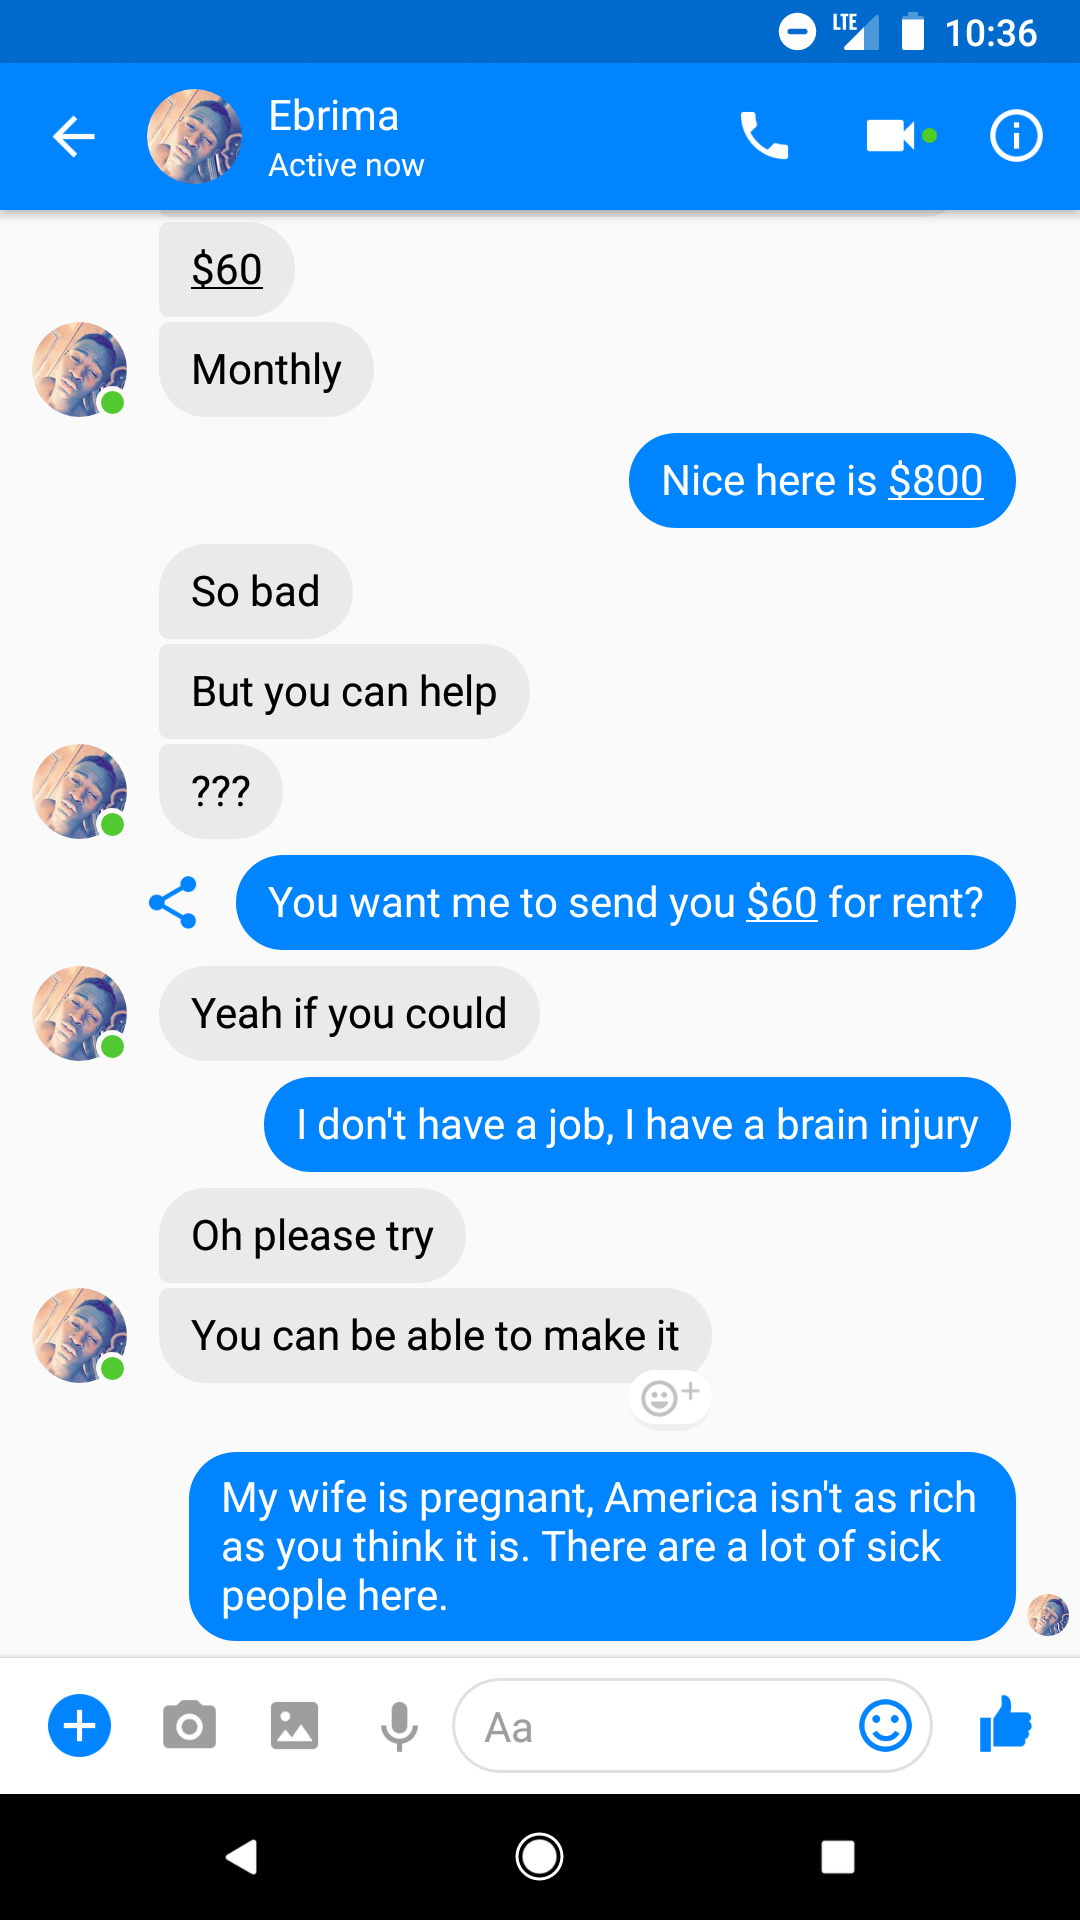 LTE
10:36
Ebrima
Active now
$60
Monthly
Nice here is $800
So bad
But you can help
???
You want me to send you $60 for rent?
Yeah if you could
I don't have a job, I have a brain injury
Oh please try
You can be able to make it
My wife is pregnant, America isn't as rich
as you think it is. There are a lot of sick
people here.
Aa